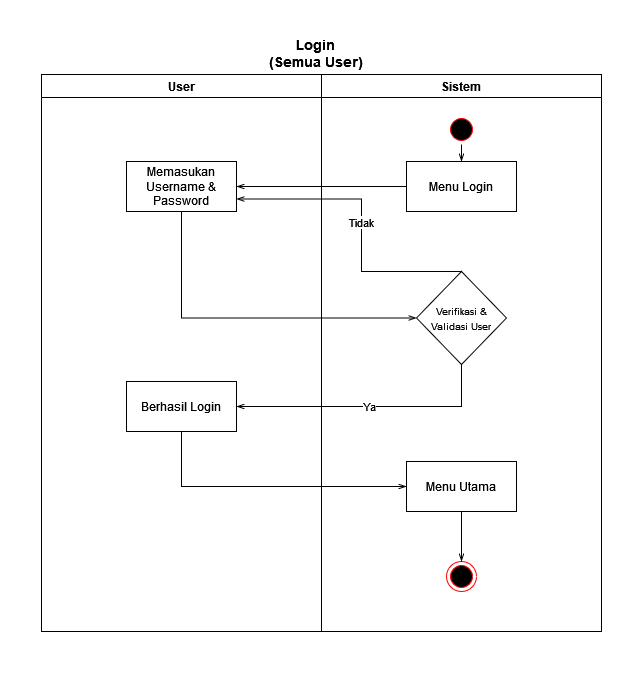 Login
(Semua User)
User
Sistem
Memasukan
Username &
Password
Menu Login
Tidak
Verifikasi &
Validasi User
Berhasil Login
Ya
Menu Utama